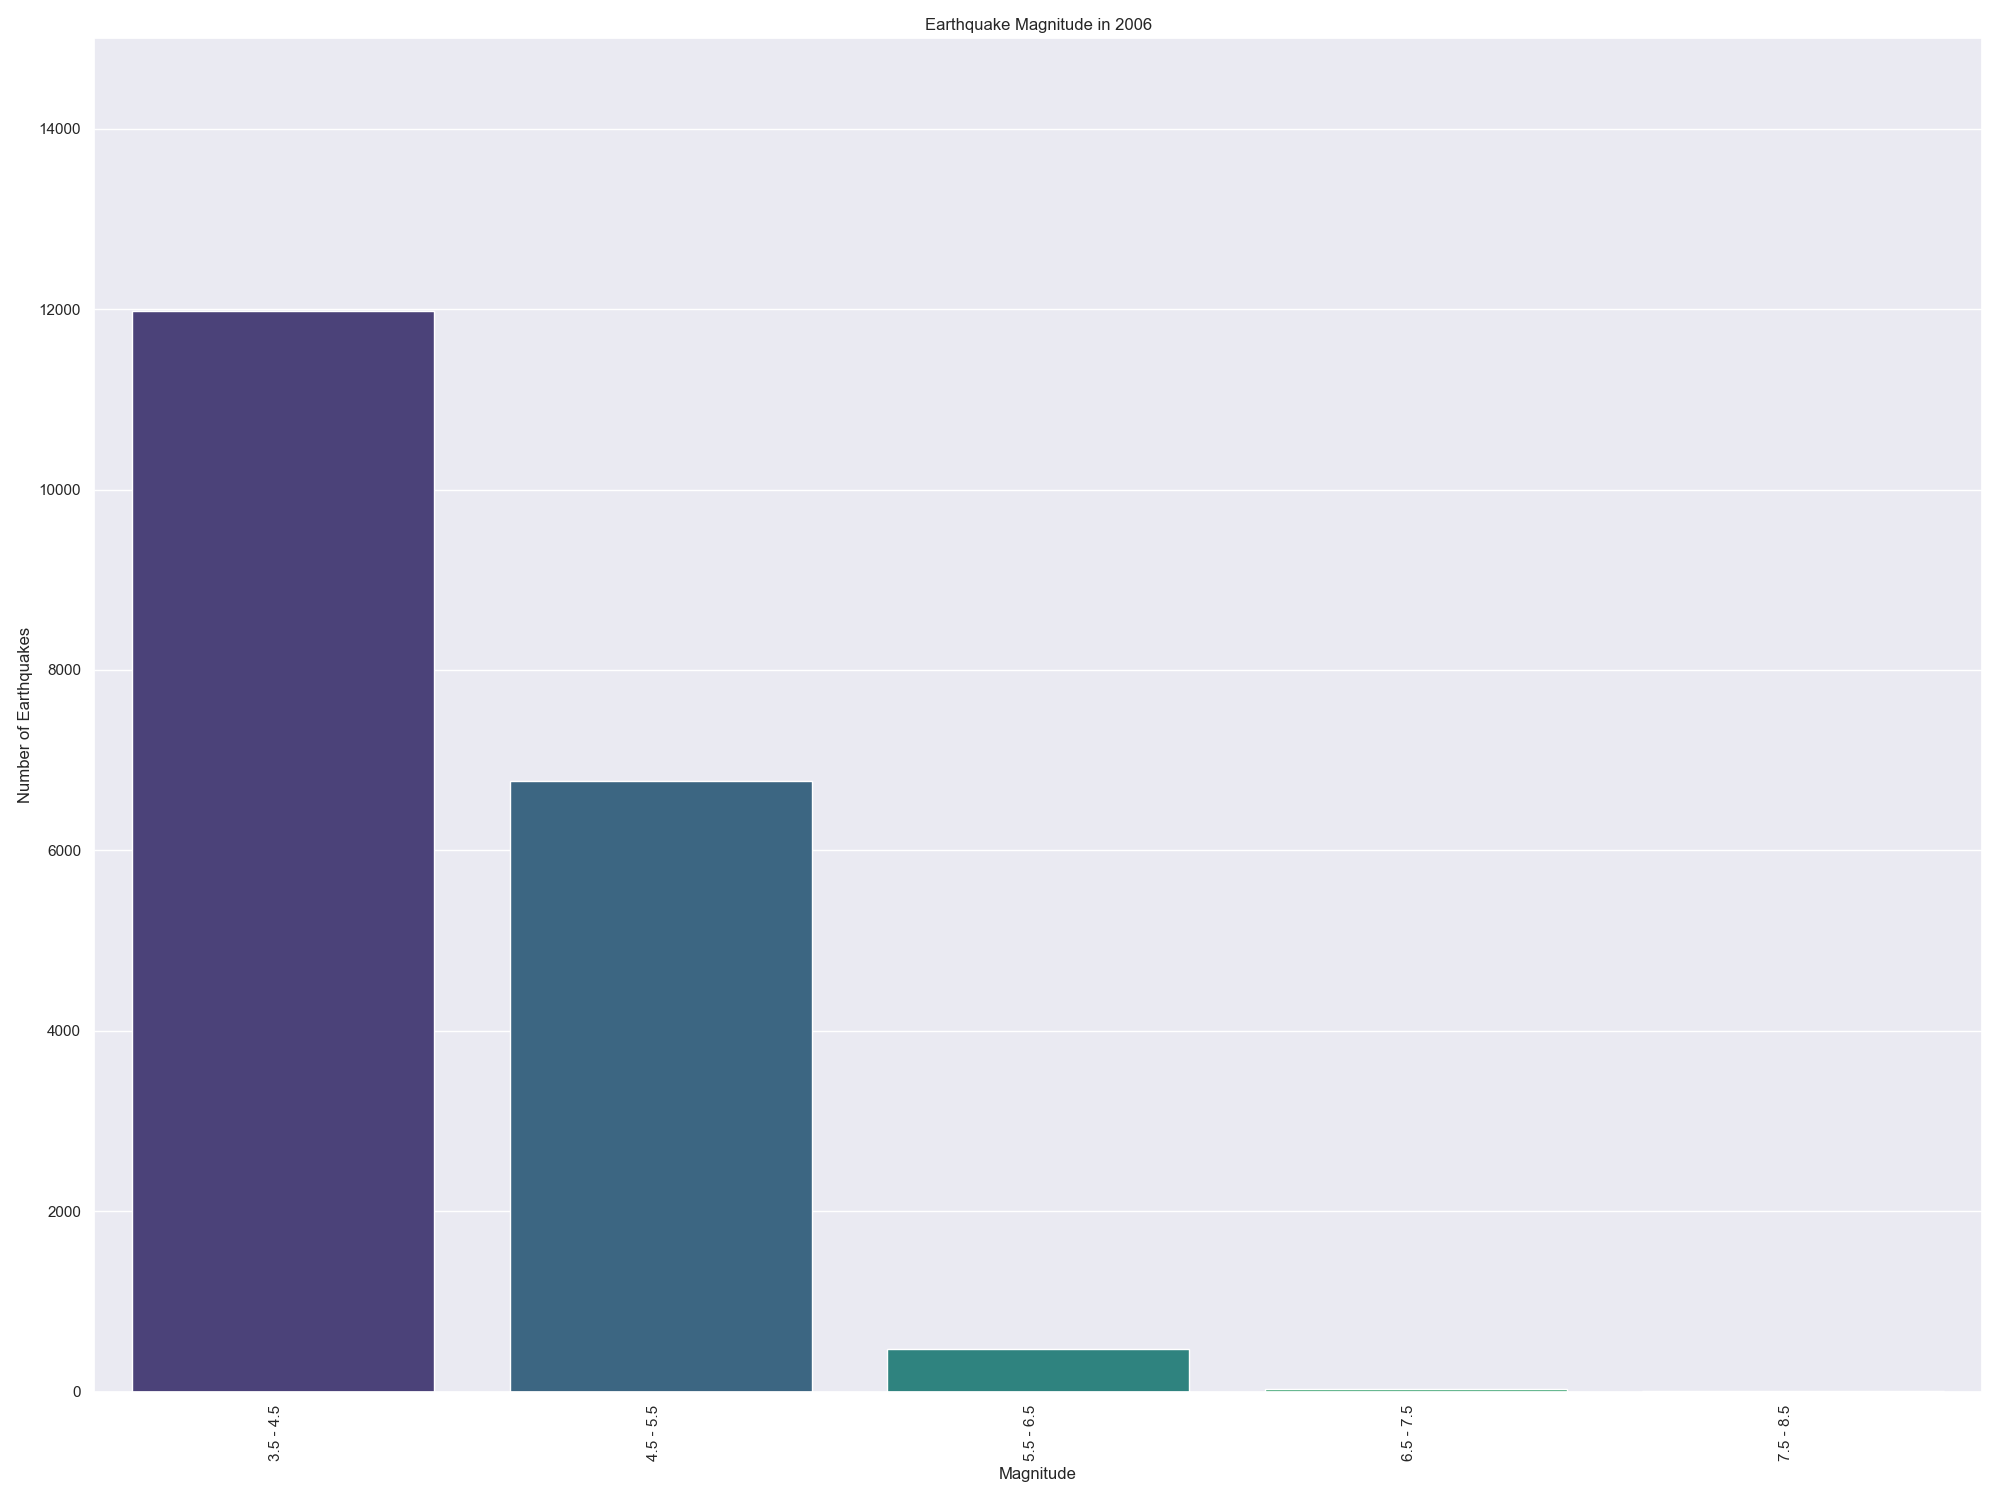 Earthquake Magnitude in 2006
Number of Earthquakes
14000
12000
10000
8000
6000
4000
2000
0
3.5 - 4.5
4.5 - 5.5
5.5 - 6.5
6.5 - 7.5
7.5 - 8.5
Magnitude